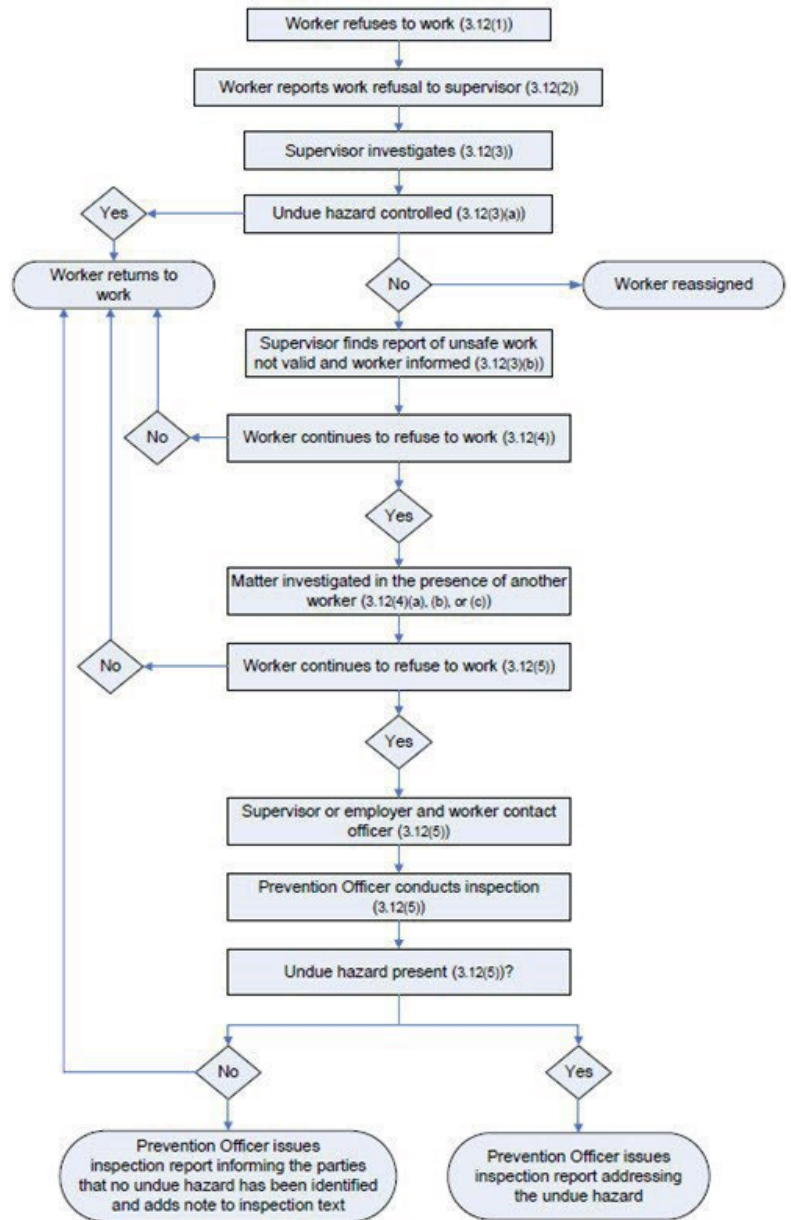 Worker refuses to work (3.12(1))
Worker reports work refusal to supervisor (3.12(2))
Supervisor investigates (3.12(3))
Yes
Undue hazard controlled (3.12(3)(a))
Worker returns to
work
No
Worker reassigned
Supervisor finds report of unsafe work
not valid and worker informed (3.12(3)(b))
No
Worker continues to refuse to work (3.12(4))
Yes
Matter investigated in the presence of another
worker (3.12(4)(a), (b), or (c))
No
Worker continues to refuse to work (3.12(5))
Yes
Supervisor or employer and worker contact
officer (3.12(5))
Prevention Officer conducts inspection
(3.12(5))
Undue hazard present (3.12(5))?
No
Yes
Prevention Officer issues
inspection report informing the parties
that no undue hazard has been identified
and adds note to inspection text
Prevention Officer issues
inspection report addressing
the undue hazard